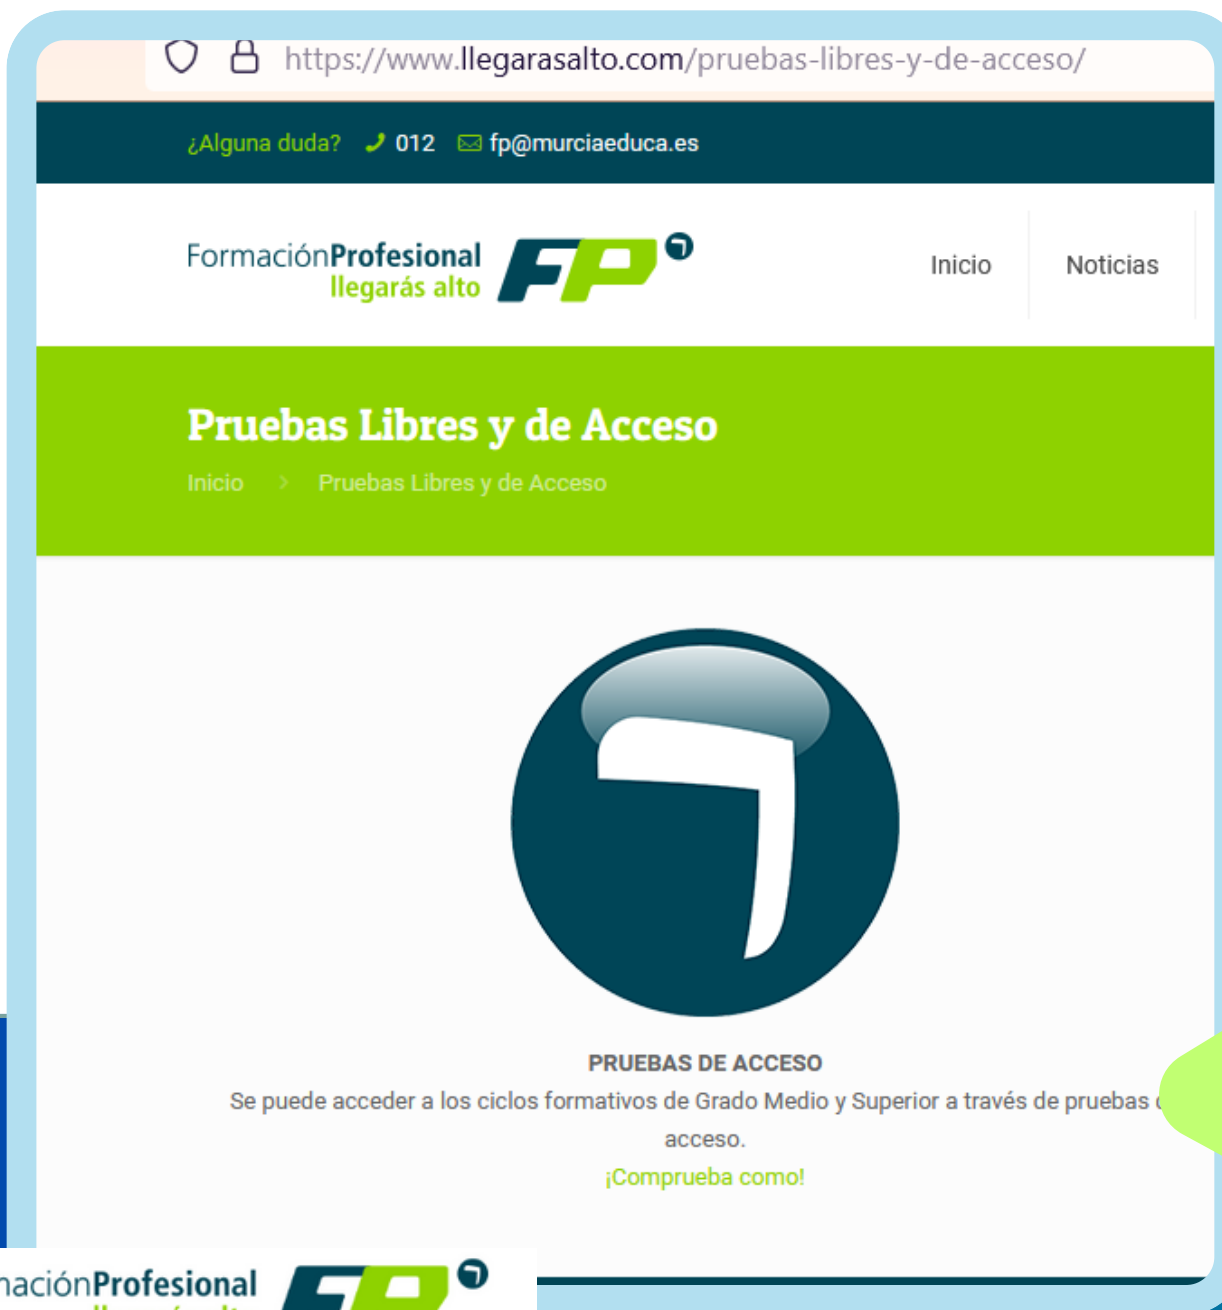 https://www.llegarasalto.com/pruebas-libres-y-de-acceso/
¿Alguna duda? 012 fp@murciaeduca.es
FormaciónProfesional
llegarás alto
FP
Inicio Noticias
Pruebas Libres y de Acceso
Inicio > Pruebas Libres y de Acceso
PRUEBAS DE ACCESO
Se puede acceder a los ciclos formativos de Grado Medio y Superior a través de pruebas
acceso.
¡Comprueba como!
Profesional